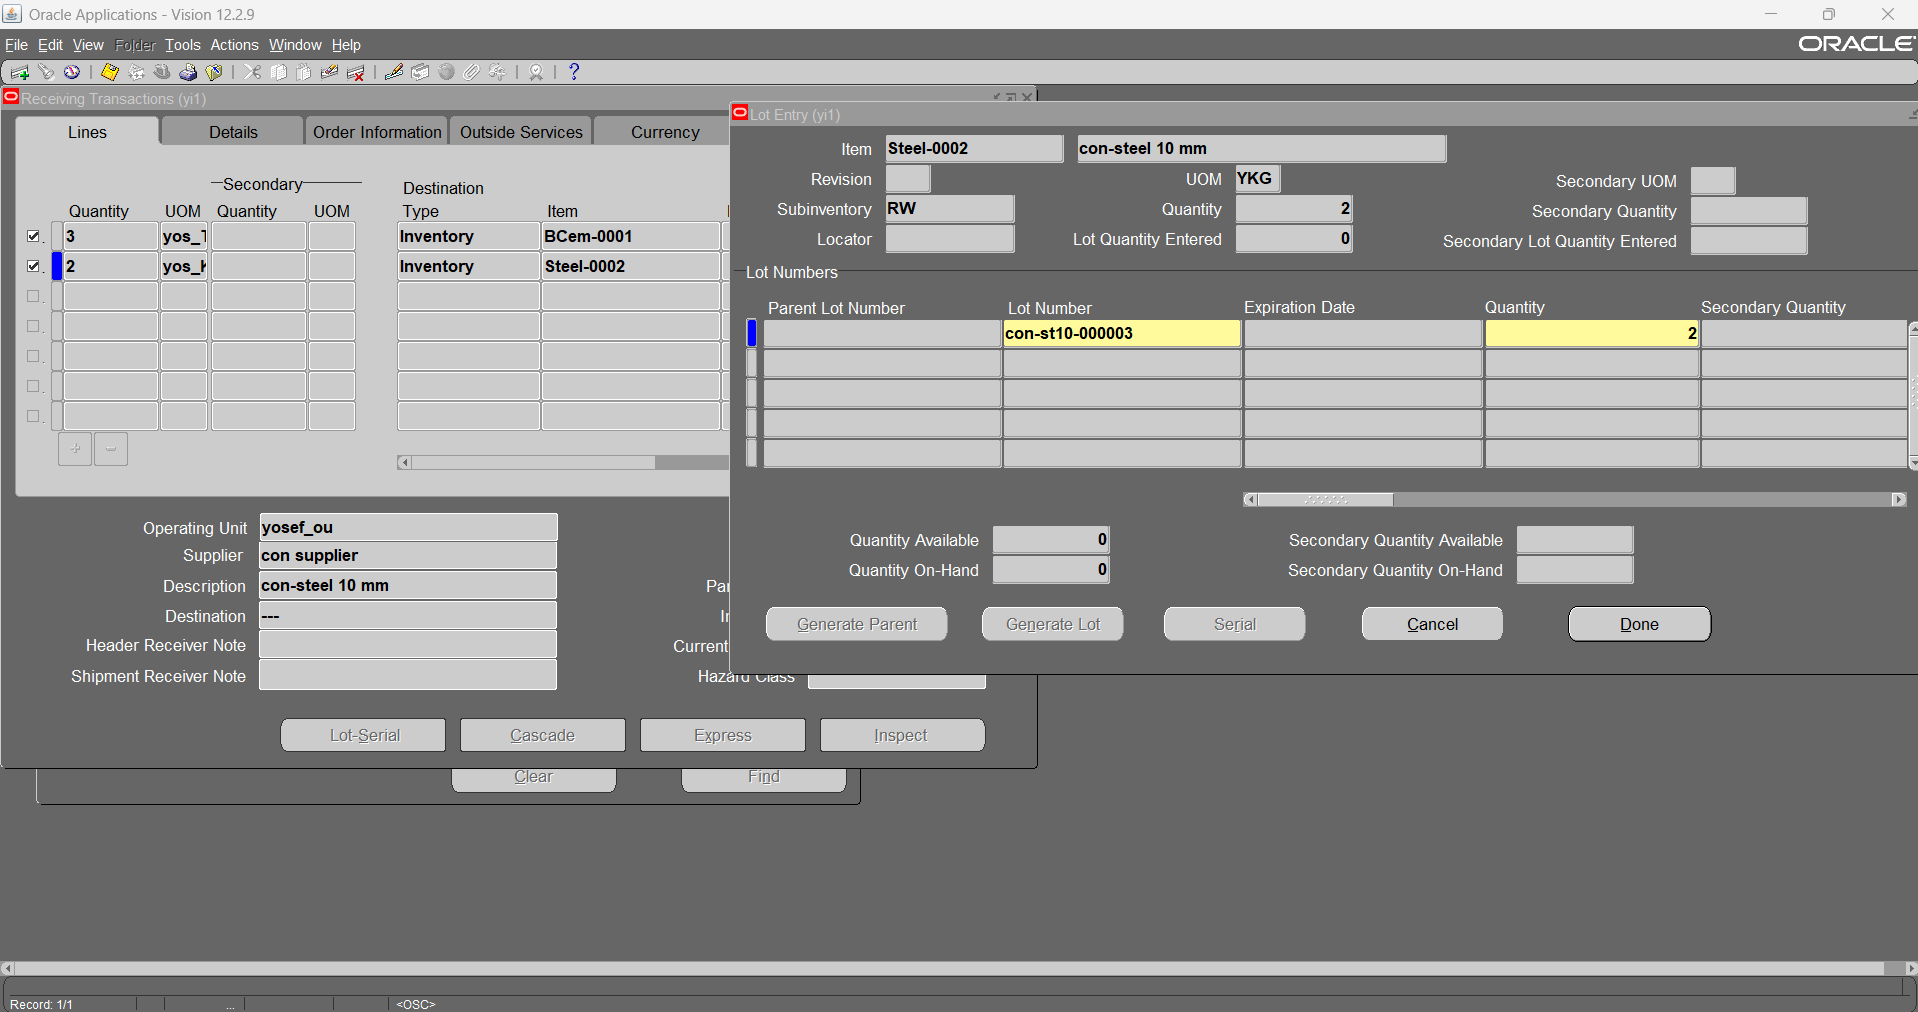 Oracle Applications - Vision 12.2.9
File Edit View Folder Tools Actions Window Help
ORACLE
Receiving Transactions (yi1)
Lines Details Order Information Outside Services Currency
Secondary
Destination
Quantity UOM Quantity UOM Type Item
3 yos_T Inventory BCem-0001
2 yos_K Inventory Steel-0002
Operating Unit yosef_ou
Supplier con supplier
Description con-steel 10 mm
Destination ---
Header Receiver Note
Current
Shipment Receiver Note
Hazard Class
Lot-Serial Cascade Express Inspect
Clear Find
Lot Entry (yi1)
Item Steel-0002 con-steel 10 mm
Revision UOM YKG Secondary UOM
Subinventory RW Quantity 2 Secondary Quantity
Locator Lot Quantity Entered 0 Secondary Lot Quantity Entered
Lot Numbers
Parent Lot Number Lot Number Expiration Date Quantity Secondary Quantity
con-st10-000003 2
Quantity Available 0 Secondary Quantity Available
Quantity On-Hand 0 Secondary Quantity On-Hand
Generate Parent Generate Lot Serial Cancel Done
Record: 1/1 ... <OSC>